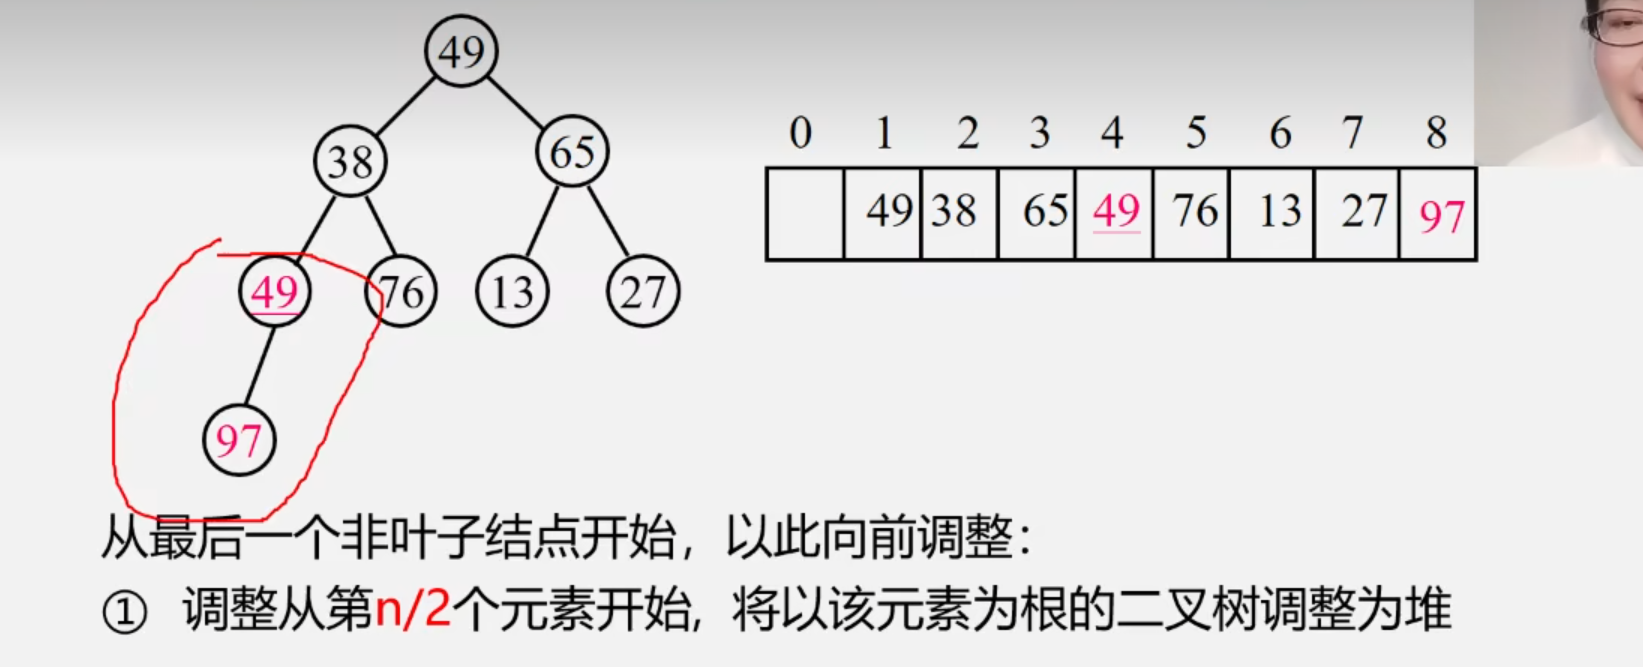 49
38
65
0 1 2 3 4 5 6 7 8
49 38 65 49 76 13 27 97
49 76 13 27
97
从最后一个非叶子结点开始，以此向前调整：
① 调整从第n/2个元素开始，将以该元素为根的二叉树调整为堆